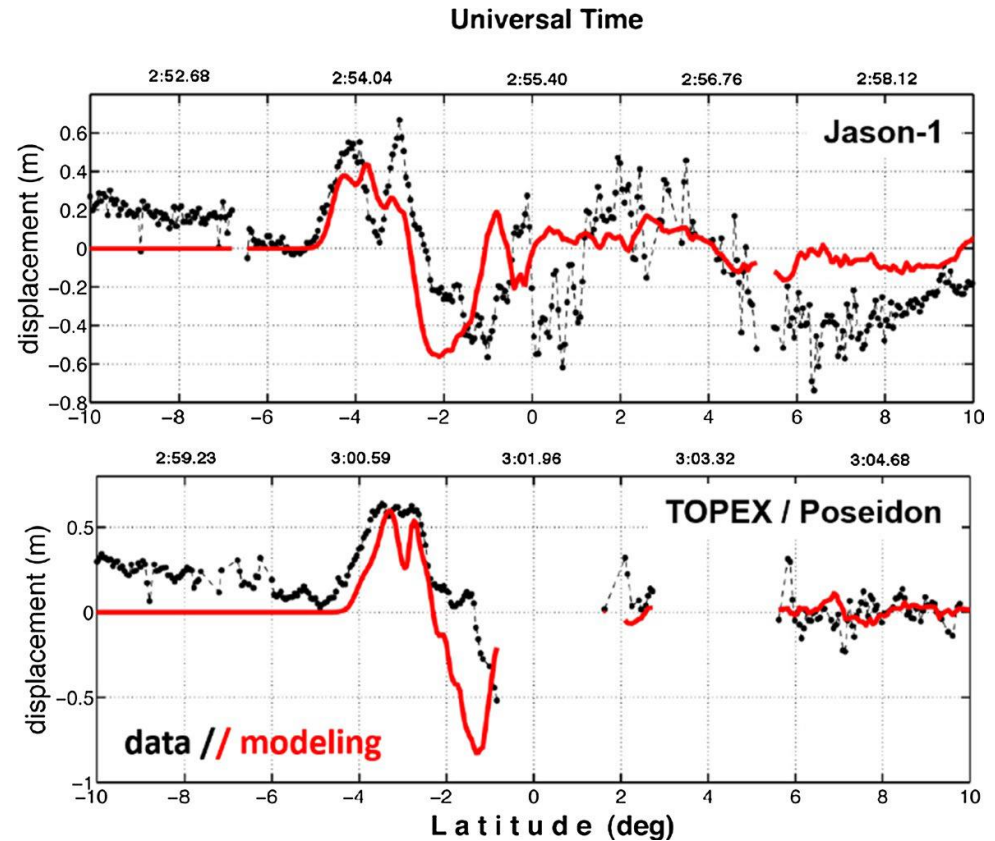 Universal Time
2:52.68 2:54.04 2:55.40 2:56.76 2:58.12
Jason-1
displacement (m)
0.6
0.4
0.2
0
−0.2
−0.4
−0.6
−0.8
−10 −8 −6 −4 −2 0 2 4 6 8 10
2:59.23 3:00.59 3:01.96 3:03.32 3:04.68
TOPEX / Poseidon
displacement (m)
0.5
0
−0.5
−1
data // modeling
−10 −8 −6 −4 −2 0 2 4 6 8 10
Latitude (deg)